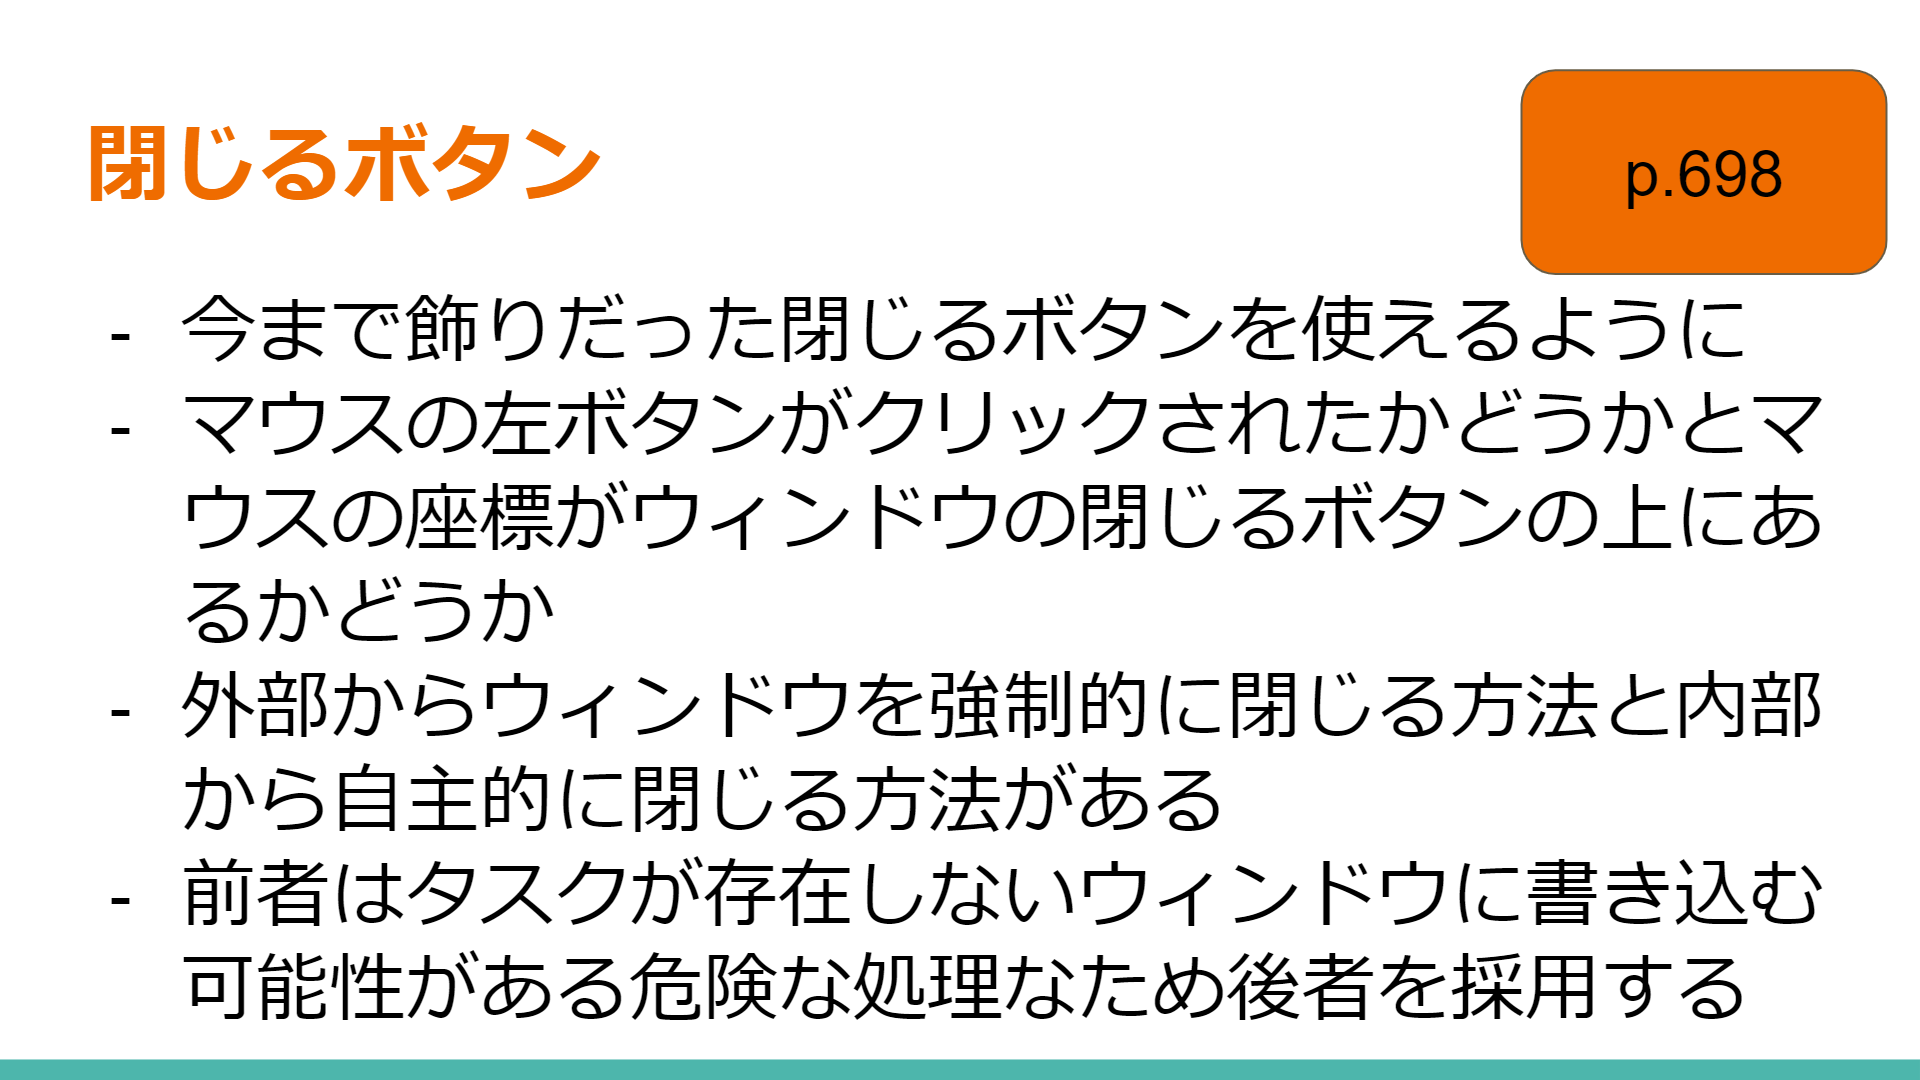 閉じるボタン
p.698
- 今まで飾りだった閉じるボタンを使えるように
- マウスの左ボタンがクリックされたかどうかとマ
ウスの座標がウィンドウの閉じるボタンの上にあ
るかどうか
- 外部からウィンドウを強制的に閉じる方法と内部
から自主的に閉じる方法がある
- 前者はタスクが存在しないウィンドウに書き込む
可能性がある危険な処理なため後者を採用する